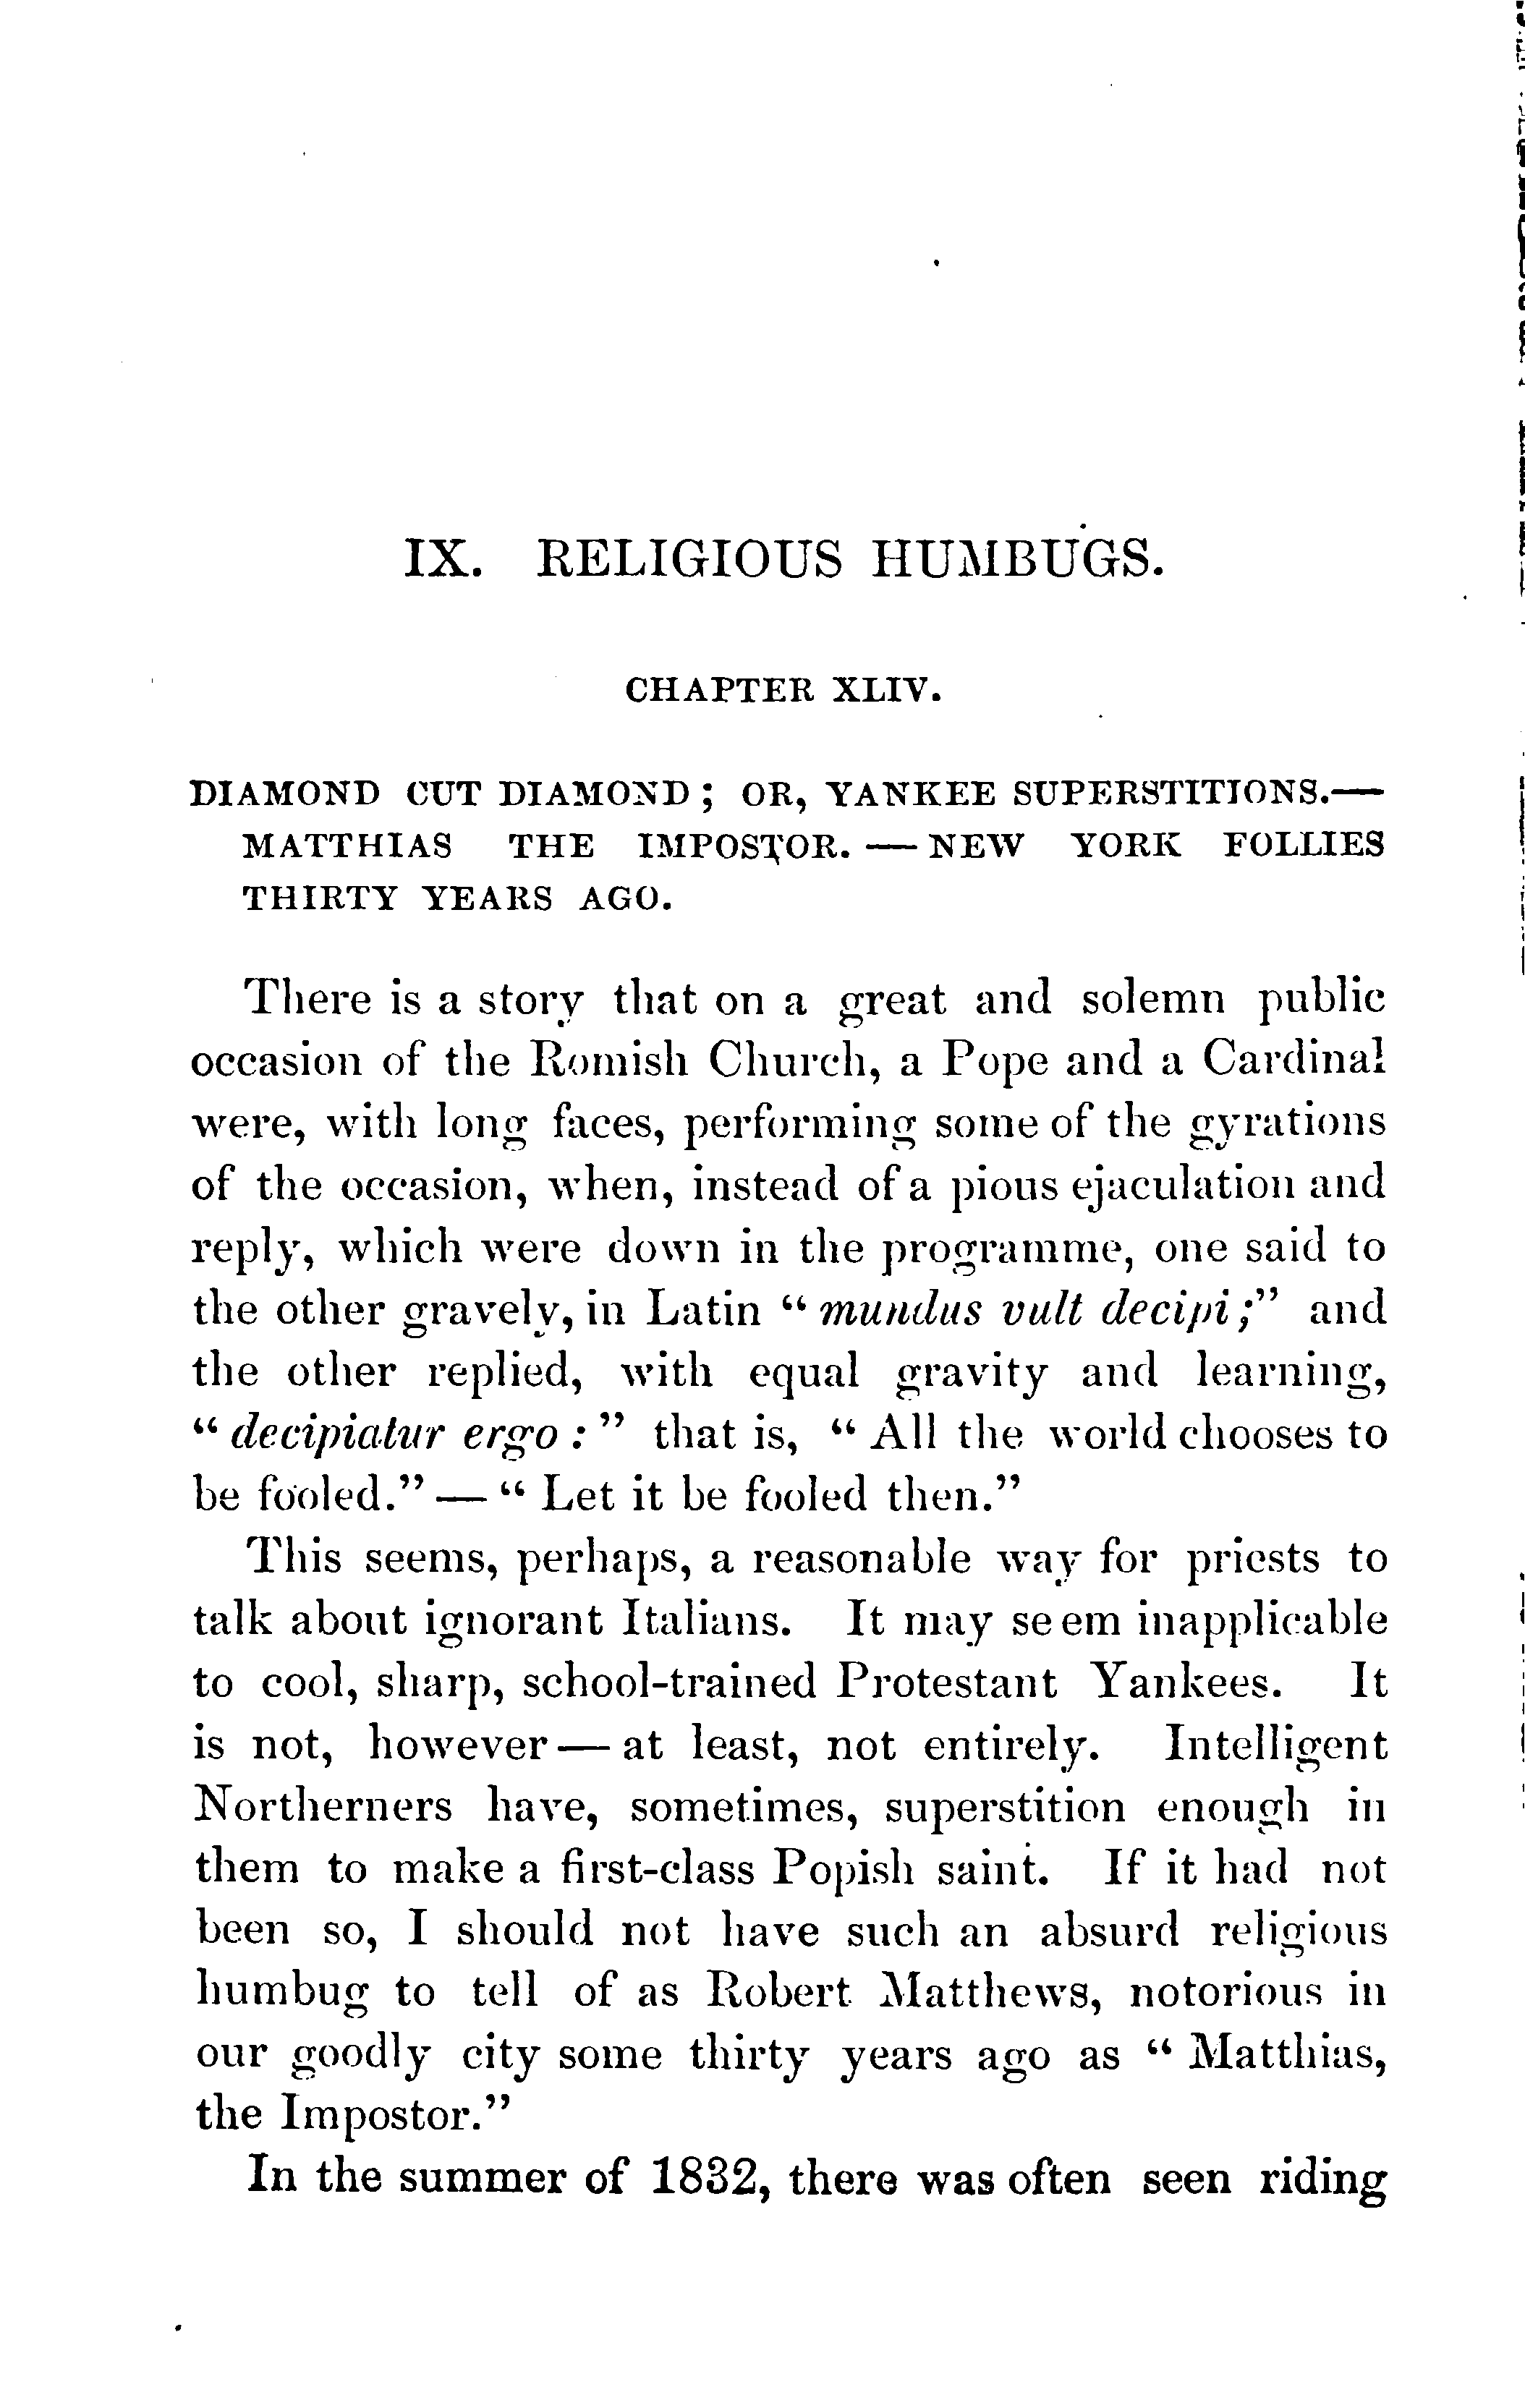 IX. RELIGIOUS HUMBUGS.
CHAPTER XLIV.
DIAMOND CUT DIAMOND; OR, YANKEE SUPERSTITIONS.—
MATTHIAS THE IMPOSTOR.—NEW YORK FOLLIES
THIRTY YEARS AGO.
There is a story that on a great and solemn public
occasion of the Romish Church, a Pope and a Cardinal
were, with long faces, performing some of the gyrations
of the occasion, when, instead of a pious ejaculation and
reply, which were down in the programme, one said to
the other gravely, in Latin “mundus vult decipi;” and
the other replied, with equal gravity and learning,
“decipiatur ergo:” that is, “All the world chooses to
be fooled.”—“Let it be fooled then.”
This seems, perhaps, a reasonable way for priests to
talk about ignorant Italians. It may seem inapplicable
to cool, sharp, school-trained Protestant Yankees. It
is not, however—at least, not entirely. Intelligent
Northerners have, sometimes, superstition enough in
them to make a first-class Popish saint. If it had not
been so, I should not have such an absurd religious
humbug to tell of as Robert Matthews, notorious in
our goodly city some thirty years ago as “Matthias,
the Impostor.”
In the summer of 1832, there was often seen riding